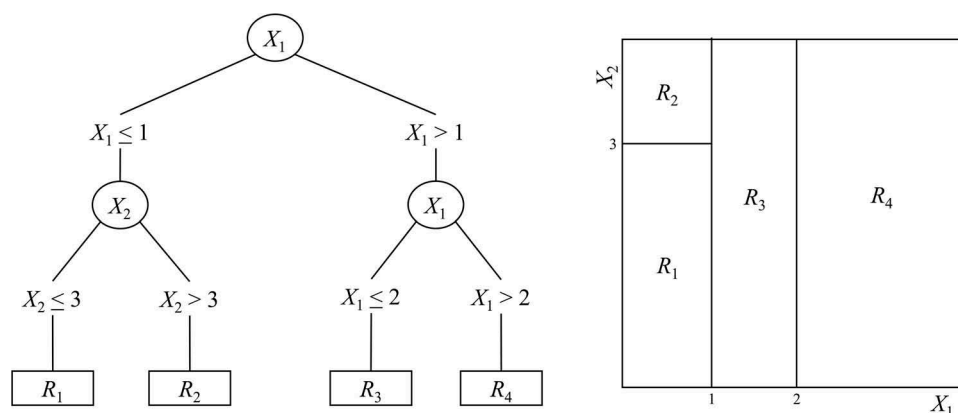 X₁
X₁ ≤ 1
X₁ > 1
X₂
X₁
X₂ ≤ 3
X₂ > 3
X₁ ≤ 2
X₁ > 2
R₁
R₂
R₃
R₄
X₂
R₂
3
R₃
R₄
R₁
1
2
X₁